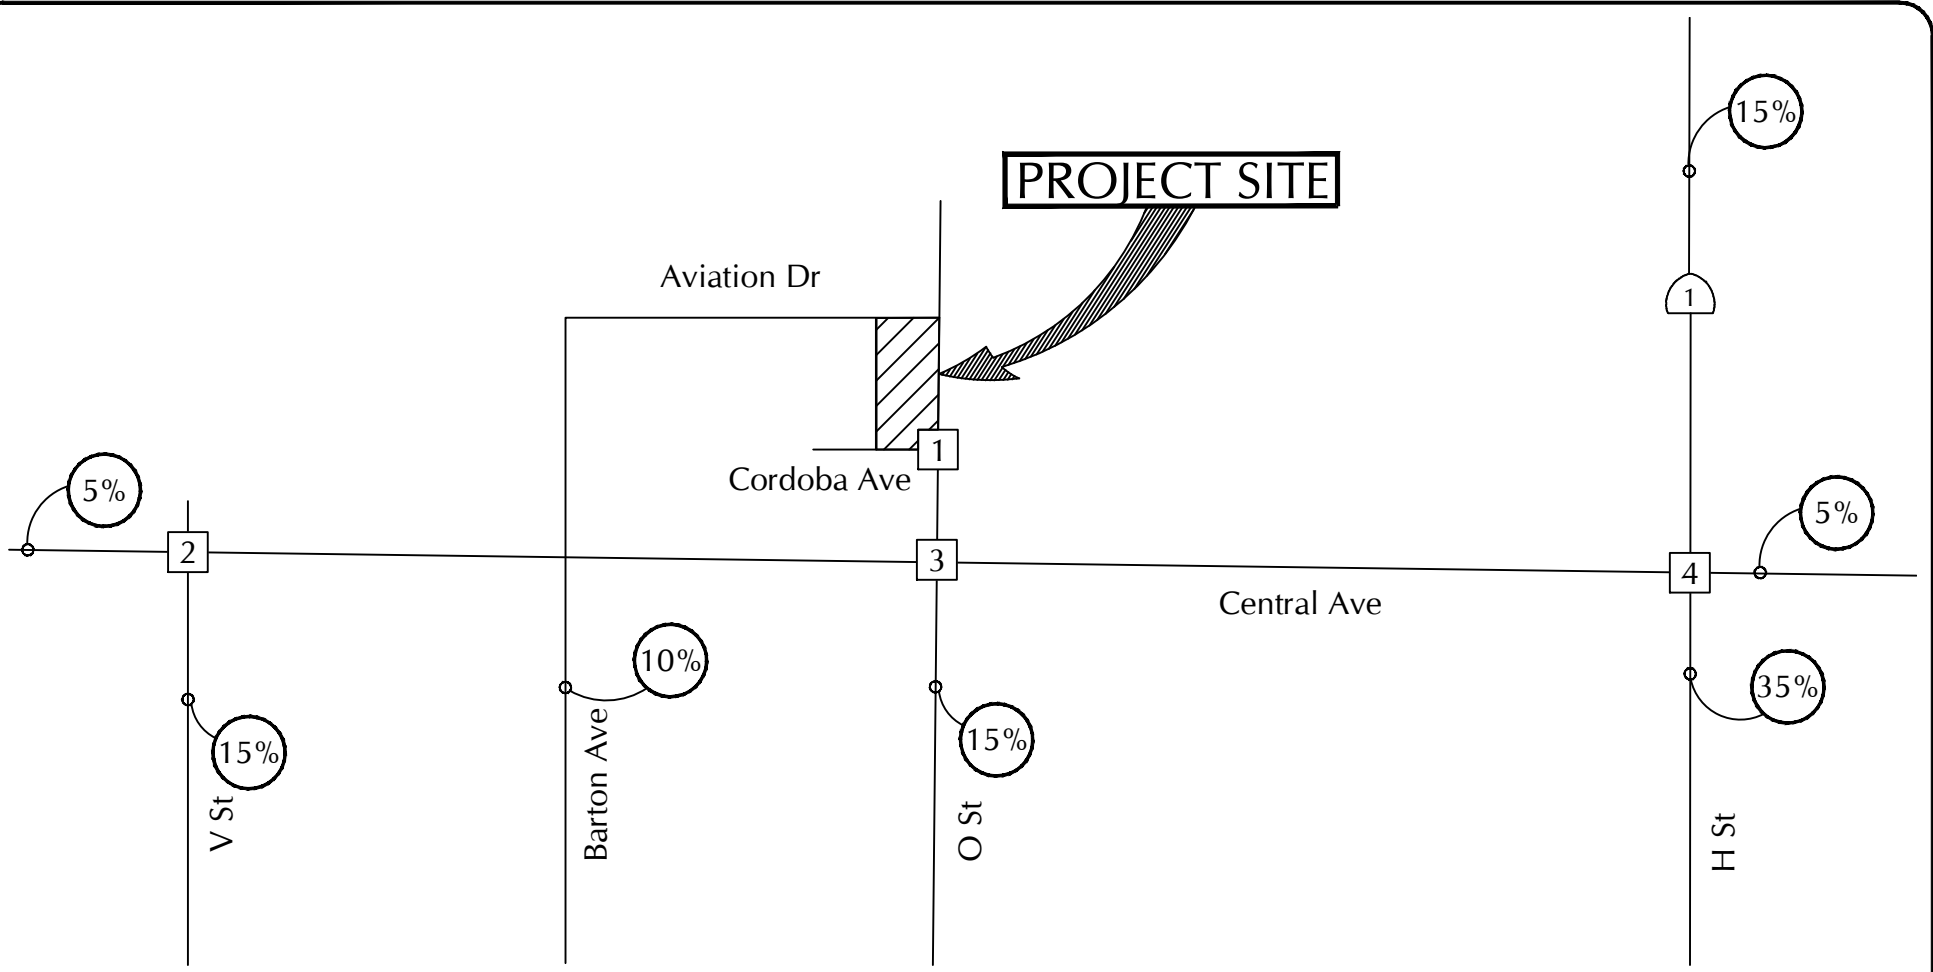 15%
PROJECT SITE
Aviation Dr
1
1
Cordoba Ave
5%
5%
2
3
4
Central Ave
10%
35%
15%
15%
V St
Barton Ave
O St
H St